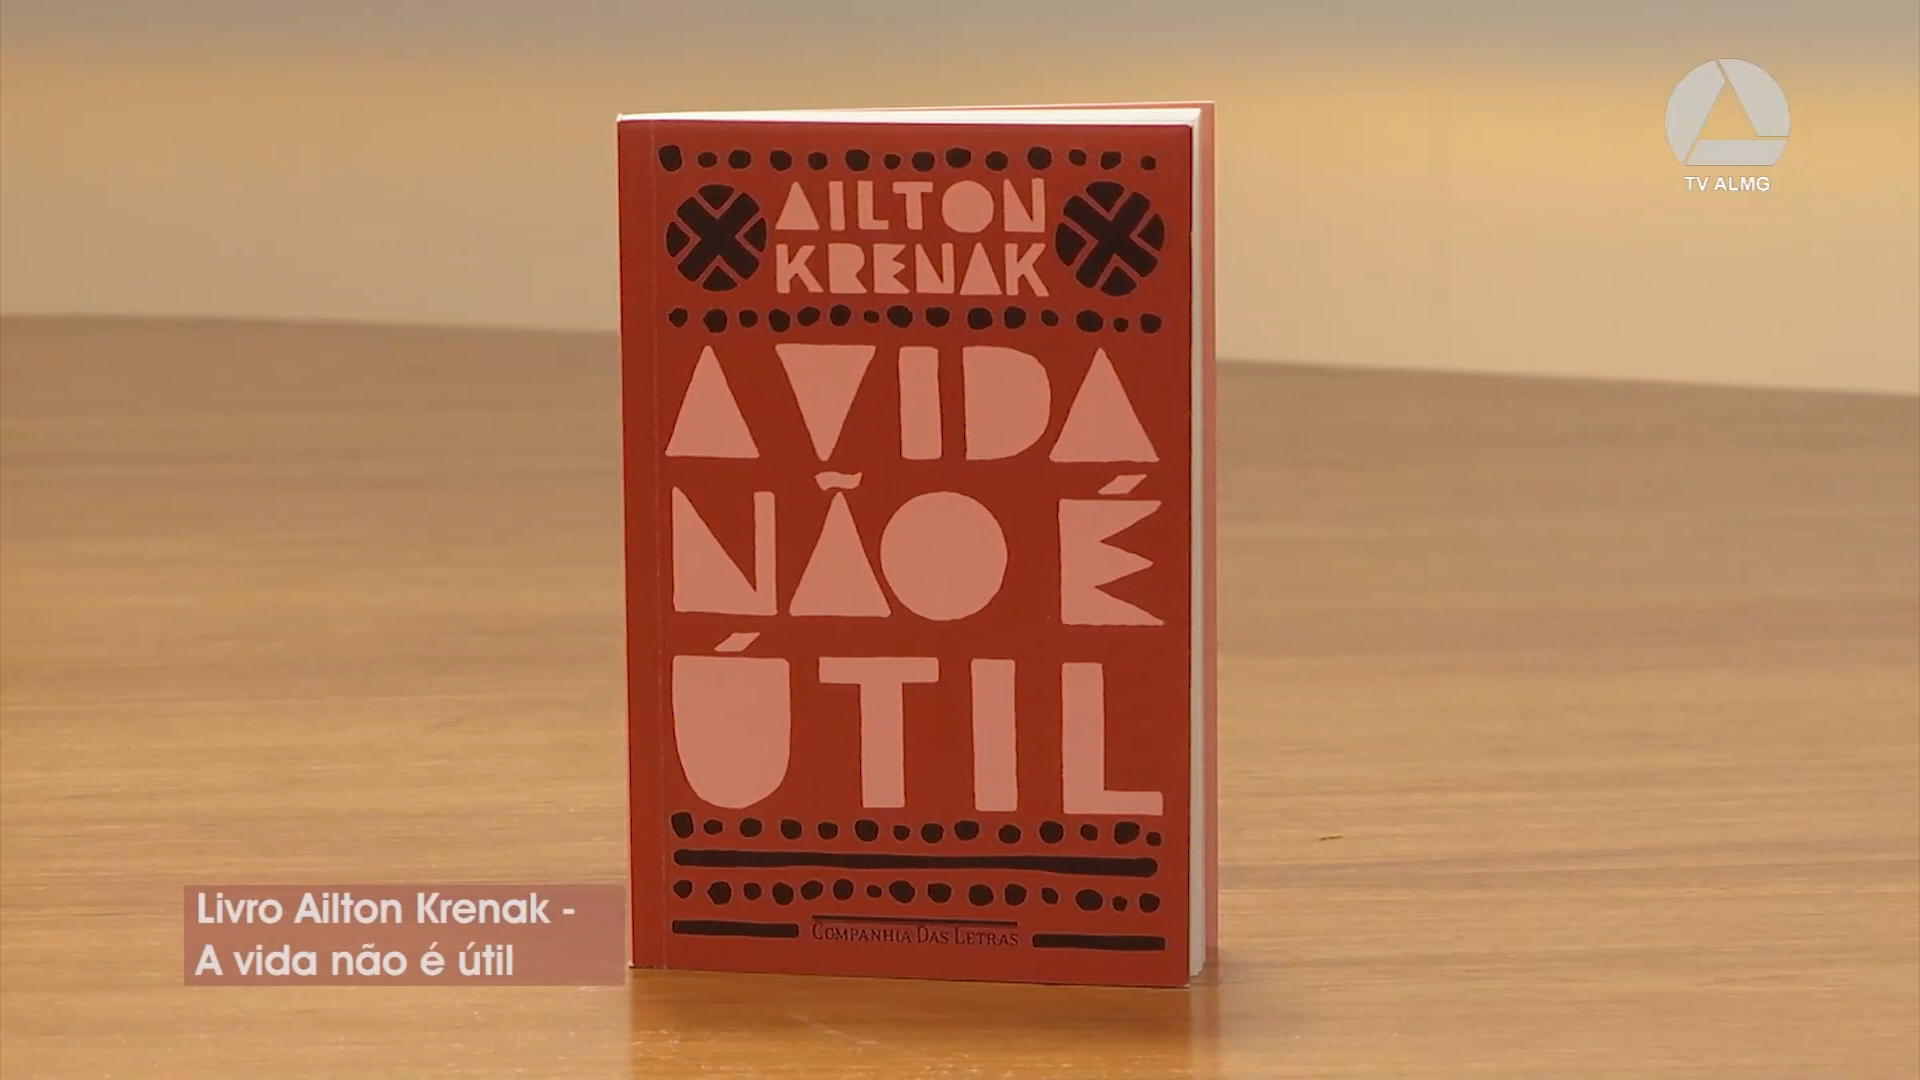 TV ALMG
AILTON
KRENAK
A VIDA
NÃO É
ÚTIL
COMPANHIA DAS LETRAS
Livro Ailton Krenak -
A vida não é útil